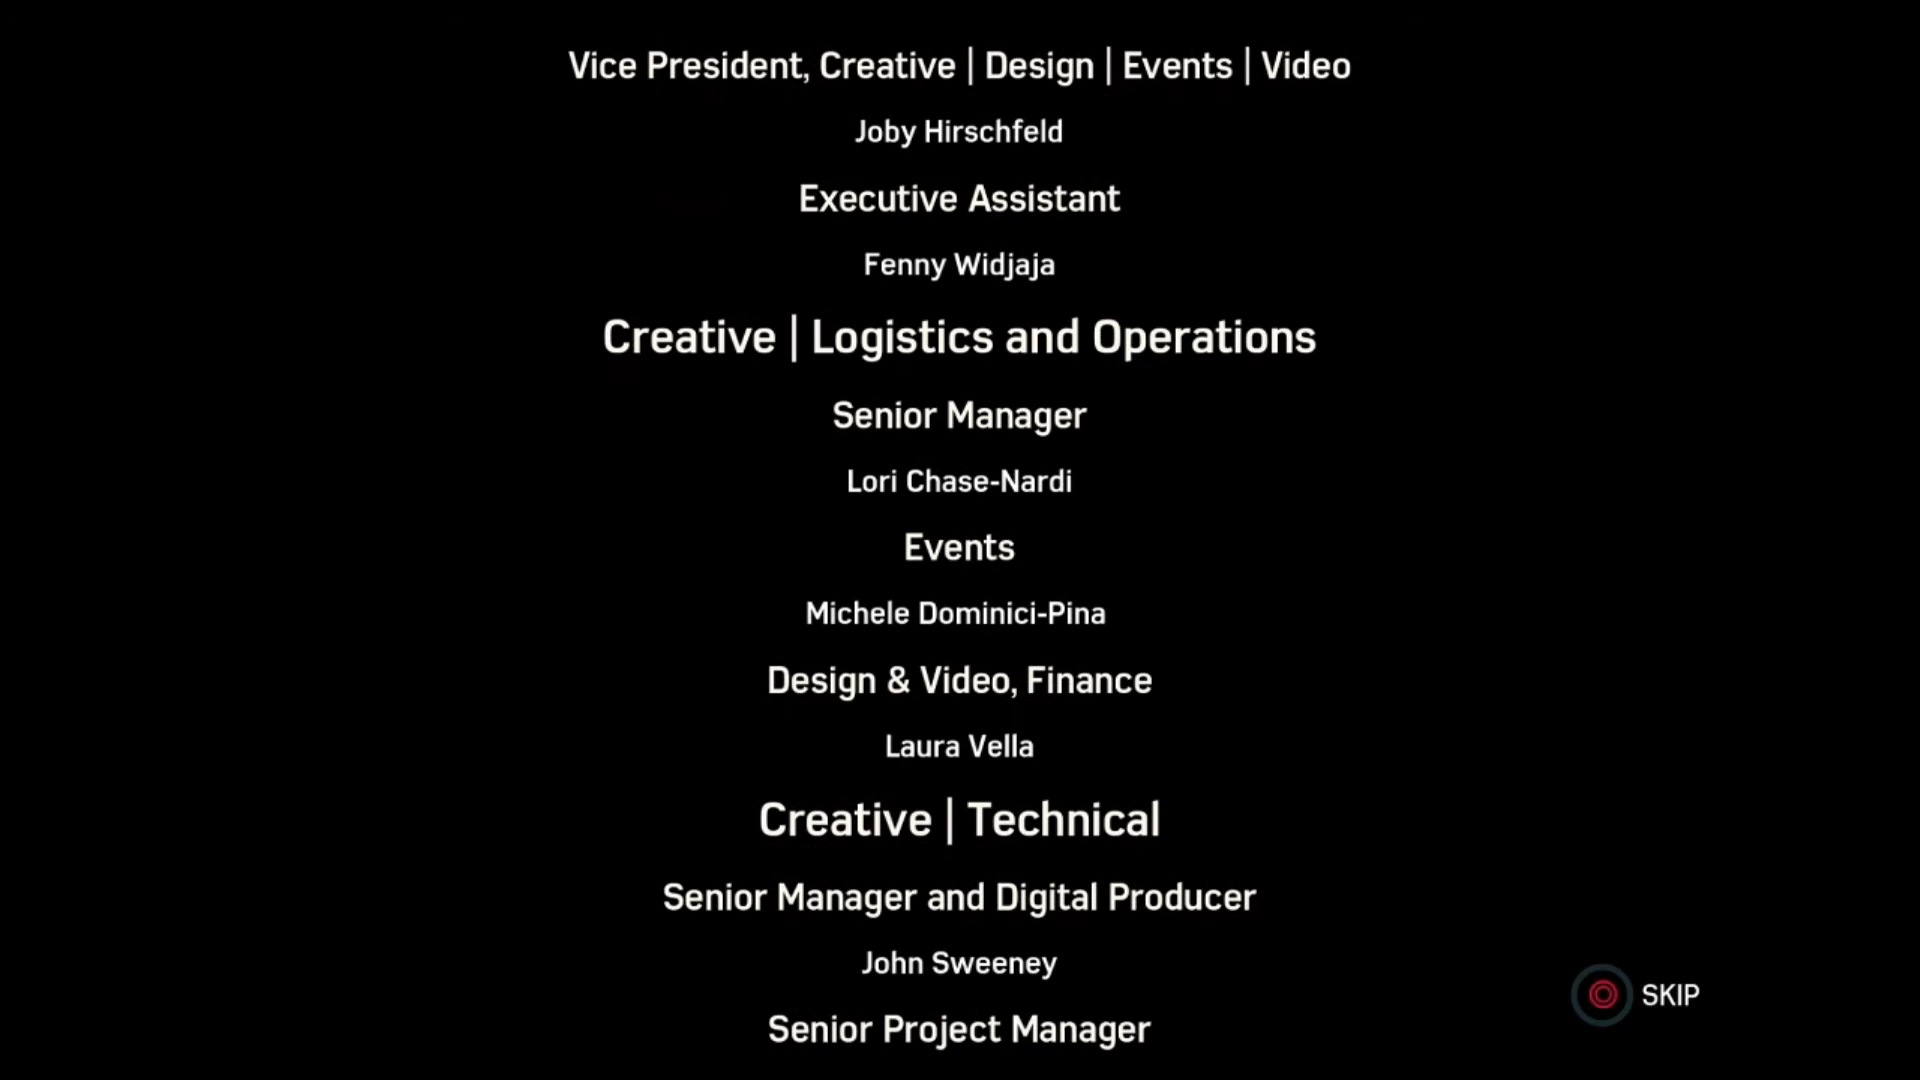 Vice President, Creative | Design | Events | Video
Joby Hirschfeld
Executive Assistant
Fenny Widjaja
Creative | Logistics and Operations
Senior Manager
Lori Chase-Nardi
Events
Michele Dominici-Pina
Design & Video, Finance
Laura Vella
Creative | Technical
Senior Manager and Digital Producer
John Sweeney
SKIP
Senior Project Manager